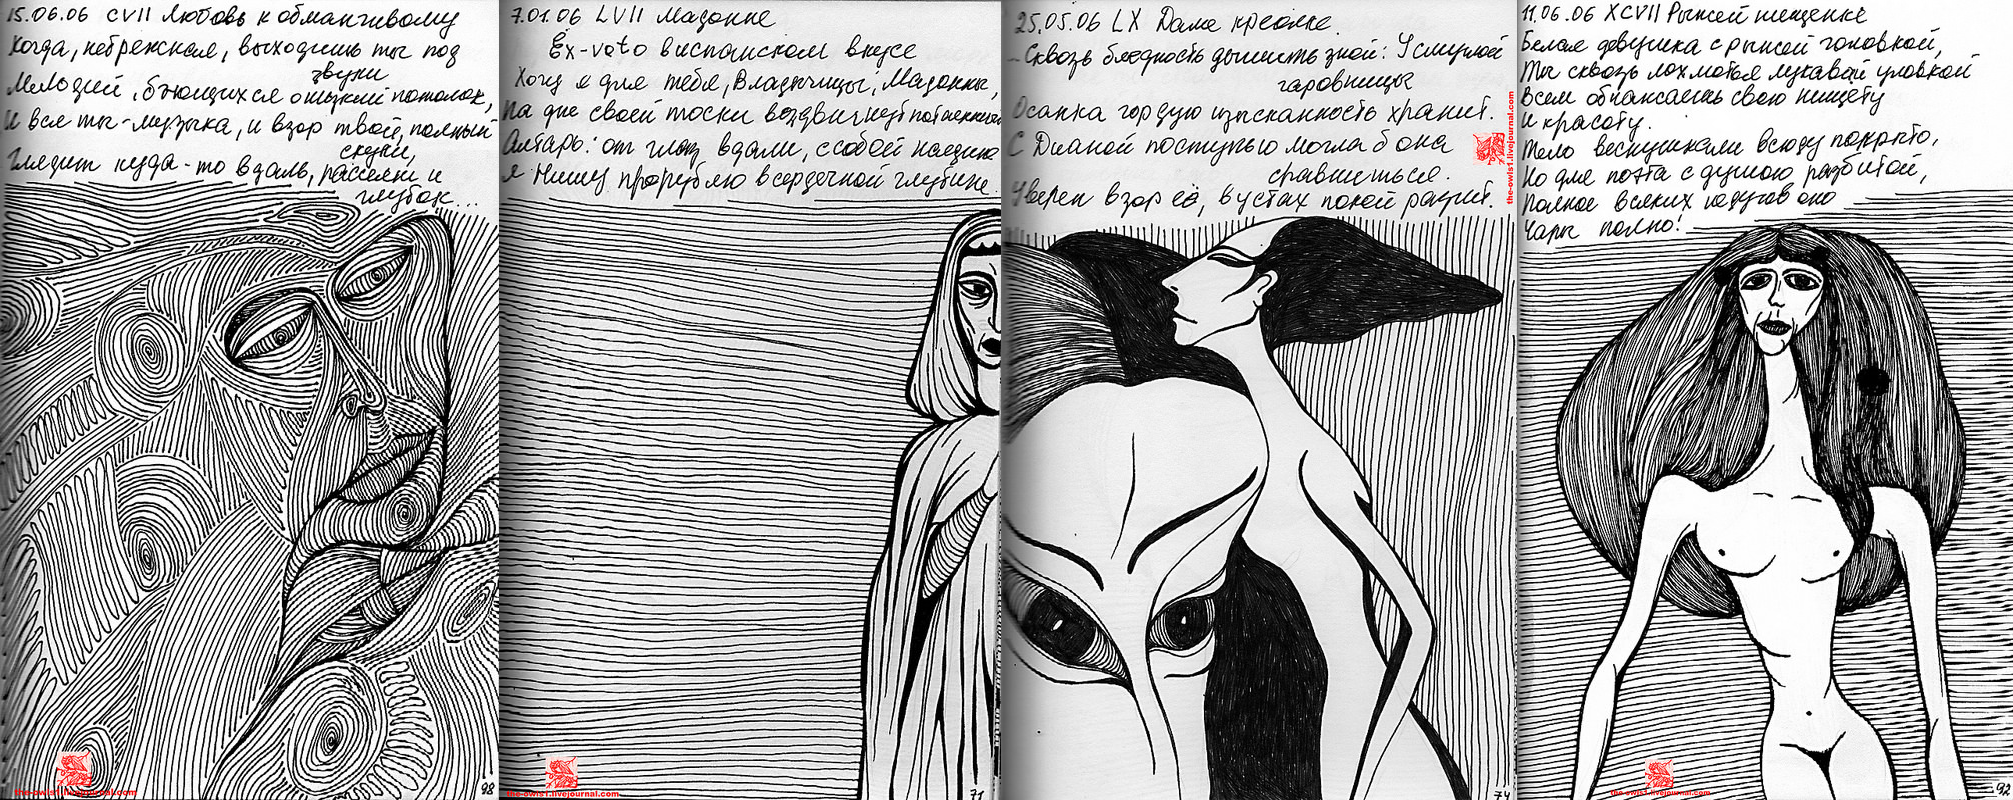 15.06.06 CVII Любовь к обманчивому
Когда, небрежная, выходишь ты под
звуки
Мелодий, бьющихся о низкий потолок,
И вся ты - музыка, и взор твой, полный
скуки,
Глядит куда-то вдаль, рассеян и
глубок...
98
7.01.06 LVII Мадонне
Ex-voto в испанском вкусе
Хочу я для тебя, Владычицы, Мадонны,
На дне своей тоски воздвигнуть потаенный
Алтарь: от глаз вдали, с собой наедине
Я Нишу прорублю в сердечной глубине.
the-owls1.livejournal.com
71
25.05.06 LX Даме креолке.
Сквозь бледность дышит зной: У смуглой
чаровницы
Осанка гордую изысканность хранит.
С Дианой поступью могла б она
сравниться.
Уверен взор её, в устах покой разлит.
the-owls1.livejournal.com
74
11.06.06 XCVII Рыжей нищенке
Белая девушка с рыжей головкой,
Ты сквозь лохмотья лукавой уловкой
Всем обнажаешь свою нищету
И красоту.
Тело веснушками всюду покрыто,
Но для поэта с душою разбитой,
Полное всяких недугов оно
Чары полно!
the-owls1.livejournal.com
the-owls1.livejournal.com